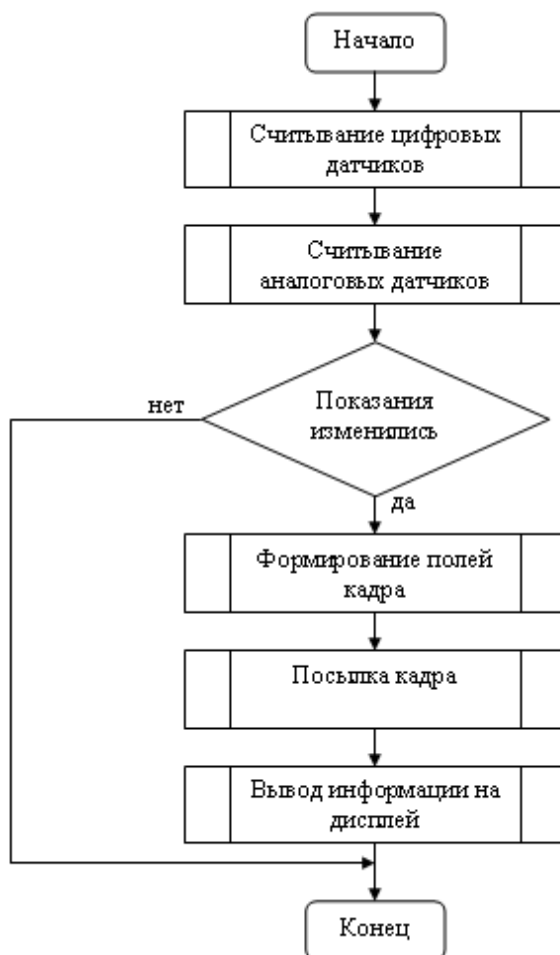 Начало
Считывание цифровых
датчиков
Считывание
аналоговых датчиков
нет
Показания
изменились
да
Формирование полей
кадра
Посылка кадра
Вывод информации на
дисплей
Конец